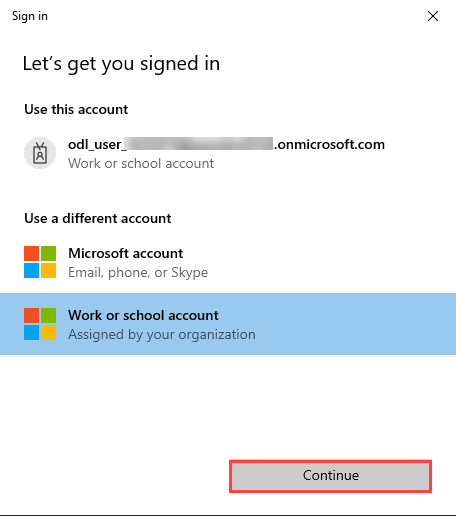 Sign in
Let's get you signed in
Use this account
odl_user_ .onmicrosoft.com
Work or school account
Use a different account
Microsoft account
Email, phone, or Skype
Work or school account
Assigned by your organization
Continue